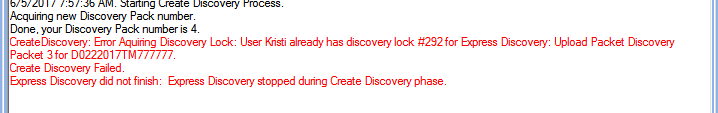 6/5/2017 7:57:36 AM. Starting Create Discovery Process.
Acquiring new Discovery Pack number.
Done, your Discovery Pack number is 4.
CreateDiscovery: Error Aquiring Discovery Lock: User Kristi already has discovery lock #292 for Express Discovery: Upload Packet Discovery
Packet 3 for D0222017TM777777.
Create Discovery Failed.
Express Discovery did not finish:  Express Discovery stopped during Create Discovery phase.